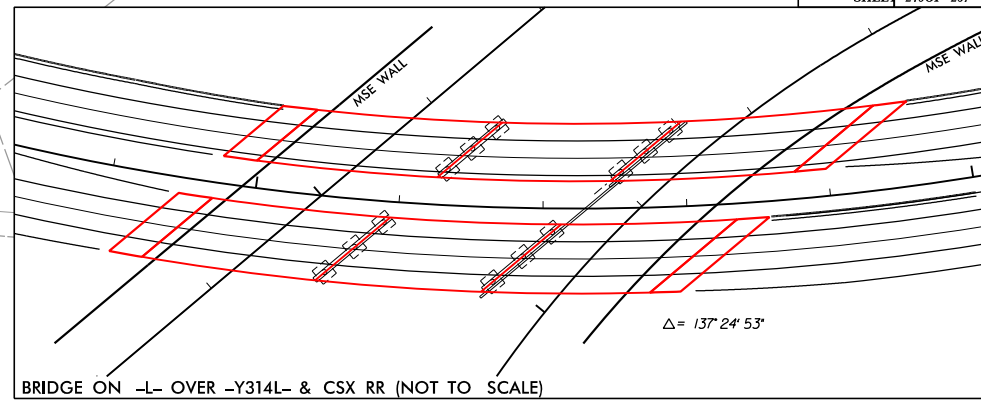 MSE WALL
MSE WALL
Δ= 137° 24' 53"
BRIDGE ON -L- OVER -Y314L- & CSX RR (NOT TO SCALE)